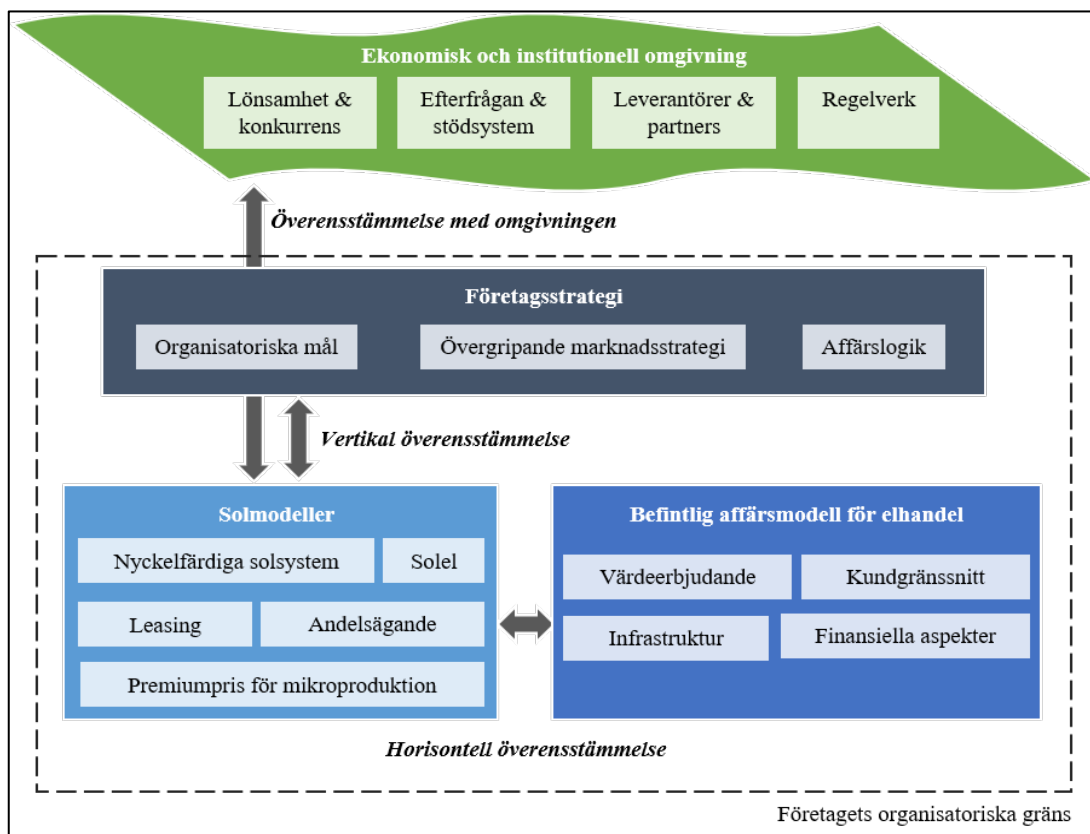 Ekonomisk och institutionell omgivning
Lönsamhet &
konkurrens
Efterfrågan &
stödsystem
Leverantörer &
partners
Regelverk
Överensstämmelse med omgivningen
Företagsstrategi
Organisatoriska mål
Övergripande marknadsstrategi
Affärslogik
Vertikal överensstämmelse
Solmodeller
Nyckelfärdiga solsystem
Solel
Leasing
Andelsägande
Premiumpris för mikroproduktion
Befintlig affärsmodell för elhandel
Värdeerbjudande
Kundgränssnitt
Infrastruktur
Finansiella aspekter
Horisontell överensstämmelse
Företagets organisatoriska gräns